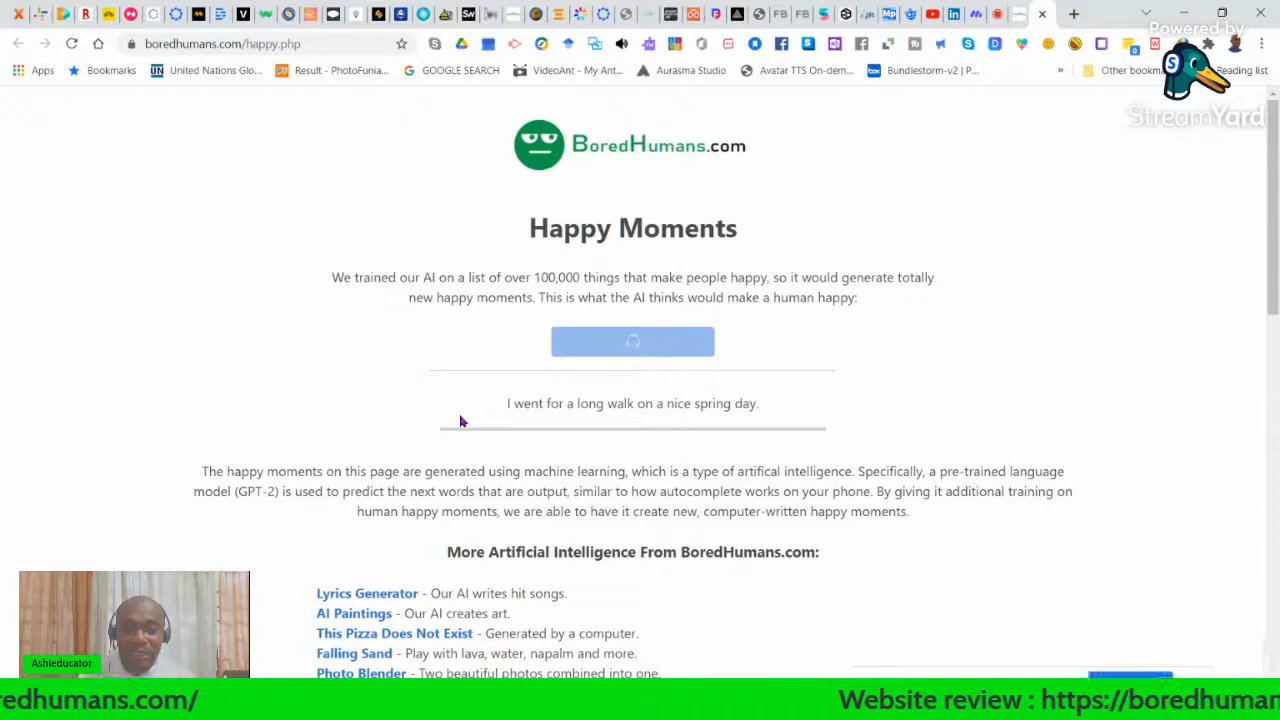 boredhumans.com/happy.php
Powered by
StreamYard
Apps
Bookmarks
United Nations Glo...
Result - PhotoFunia...
GOOGLE SEARCH
VideoAnt - My Ant...
Aurasma Studio
Avatar TTS On-dem...
Bundlestorm-v2 | P...
»
Other bookma
Reading list
BoredHumans.com
Happy Moments
We trained our AI on a list of over 100,000 things that make people happy, so it would generate totally
new happy moments. This is what the AI thinks would make a human happy:
I went for a long walk on a nice spring day.
The happy moments on this page are generated using machine learning, which is a type of artifical intelligence. Specifically, a pre-trained language
model (GPT-2) is used to predict the next words that are output, similar to how autocomplete works on your phone. By giving it additional training on
human happy moments, we are able to have it create new, computer-written happy moments.
More Artificial Intelligence From BoredHumans.com:
Lyrics Generator - Our AI writes hit songs.
AI Paintings - Our AI creates art.
This Pizza Does Not Exist - Generated by a computer.
Falling Sand - Play with lava, water, napalm and more.
Photo Blender - Two beautiful photos combined into one.
Ashieducator
redhumans.com/
Website review : https://boredhuman